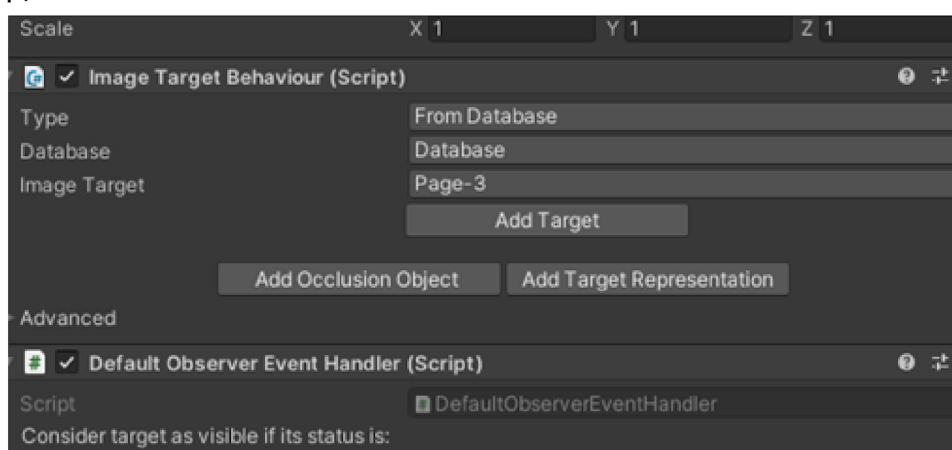 Scale X 1 Y 1 Z 1
Image Target Behaviour (Script)
Type From Database
Database Database
Image Target Page-3
Add Target
Add Occlusion Object Add Target Representation
Advanced
Default Observer Event Handler (Script)
Script DefaultObserverEventHandler
Consider target as visible if its status is: